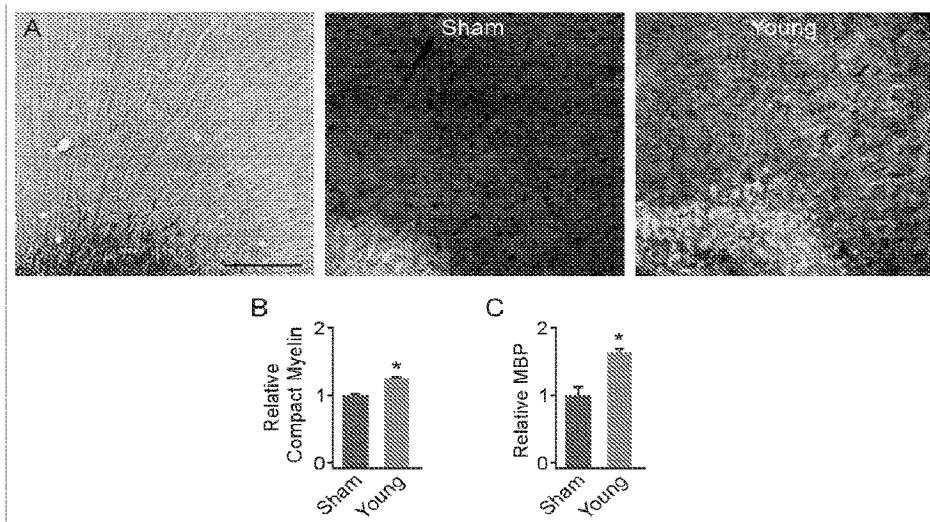 A
Sham
Young
B
Relative
Compact Myelin
2
1
0
*
Sham
Young
C
Relative MBP
2
1
0
*
Sham
Young